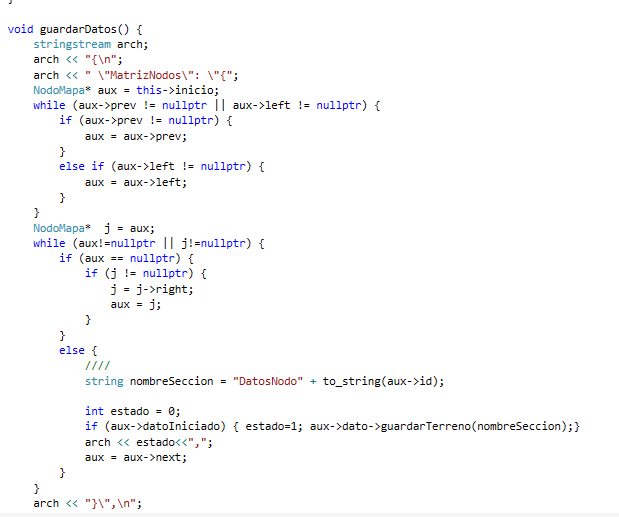 }
void guardarDatos() {
stringstream arch;
arch << "{\n";
arch << " \"MatrizNodos\": \"{";
NodoMapa* aux = this->inicio;
while (aux->prev != nullptr || aux->left != nullptr) {
if (aux->prev != nullptr) {
aux = aux->prev;
}
else if (aux->left != nullptr) {
aux = aux->left;
}
}
NodoMapa*  j = aux;
while (aux!=nullptr || j!=nullptr) {
if (aux == nullptr) {
if (j != nullptr) {
j = j->right;
aux = j;
}
}
else {
////
string nombreSeccion = "DatosNodo" + to_string(aux->id);
int estado = 0;
if (aux->datoIniciado) { estado=1; aux->dato->guardarTerreno(nombreSeccion);}
arch << estado<<",";
aux = aux->next;
}
}
arch << "}\",\n";